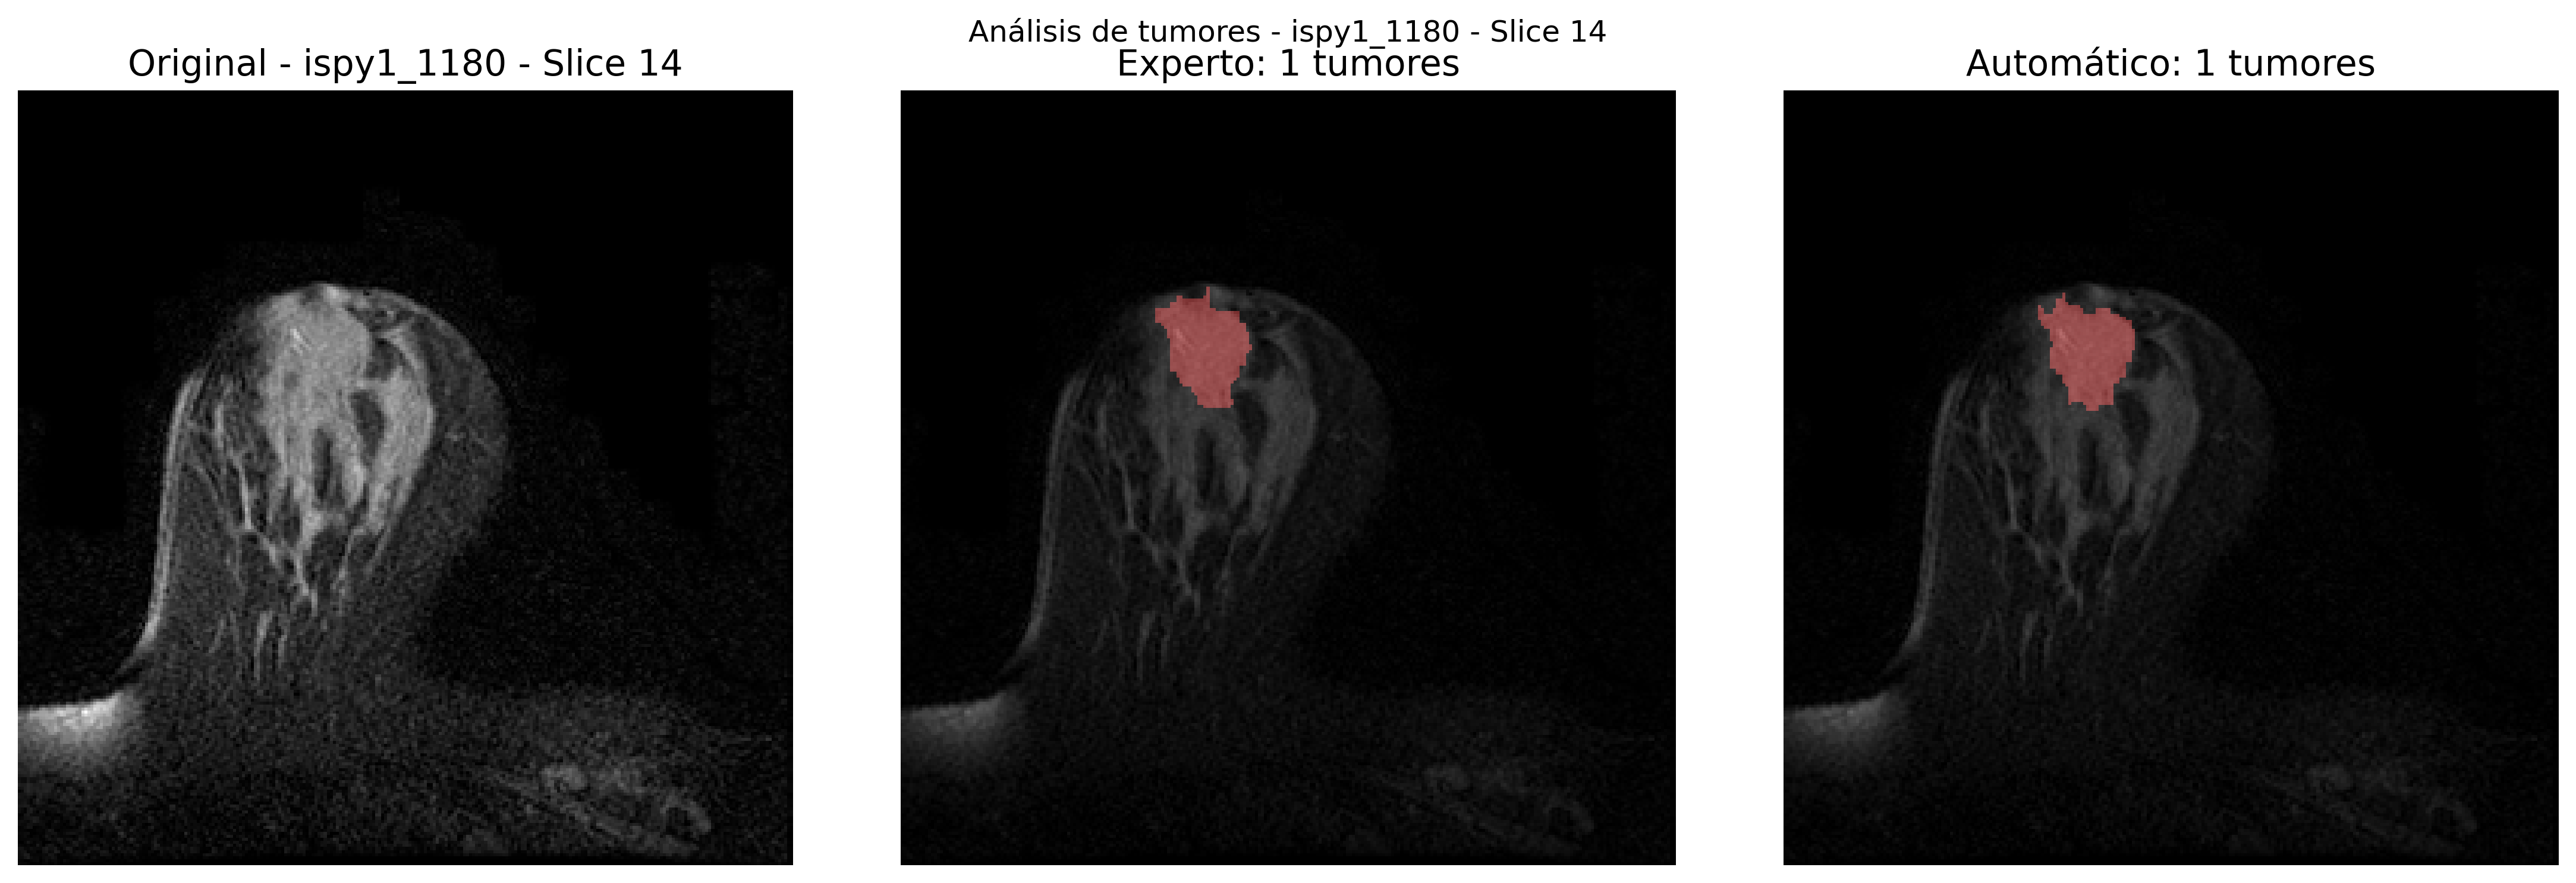 Análisis de tumores - ispy1_1180 - Slice 14
Original - ispy1_1180 - Slice 14
Experto: 1 tumores
Automático: 1 tumores